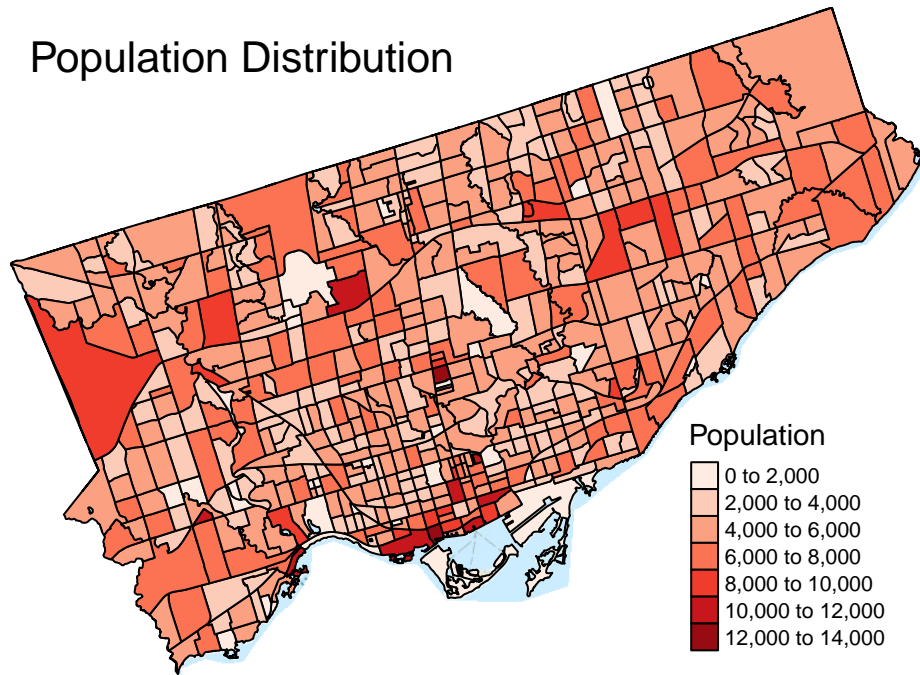 Population Distribution
Population
0 to 2,000
2,000 to 4,000
4,000 to 6,000
6,000 to 8,000
8,000 to 10,000
10,000 to 12,000
12,000 to 14,000